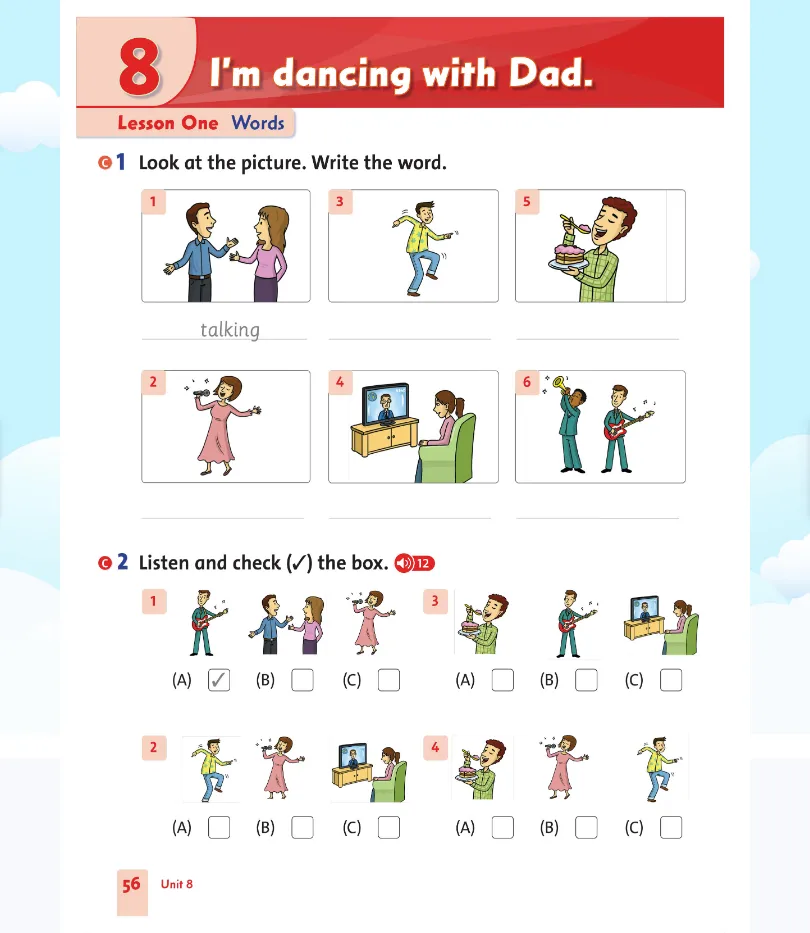 8 I'm dancing with Dad.
Lesson One Words
C 1 Look at the picture. Write the word.
1 3 5
talking
2 4 6
C 2 Listen and check (✓) the box. 12
1 3
(A) ✓ (B) (C) (A) (B) (C)
2 4
(A) (B) (C) (A) (B) (C)
56 Unit 8